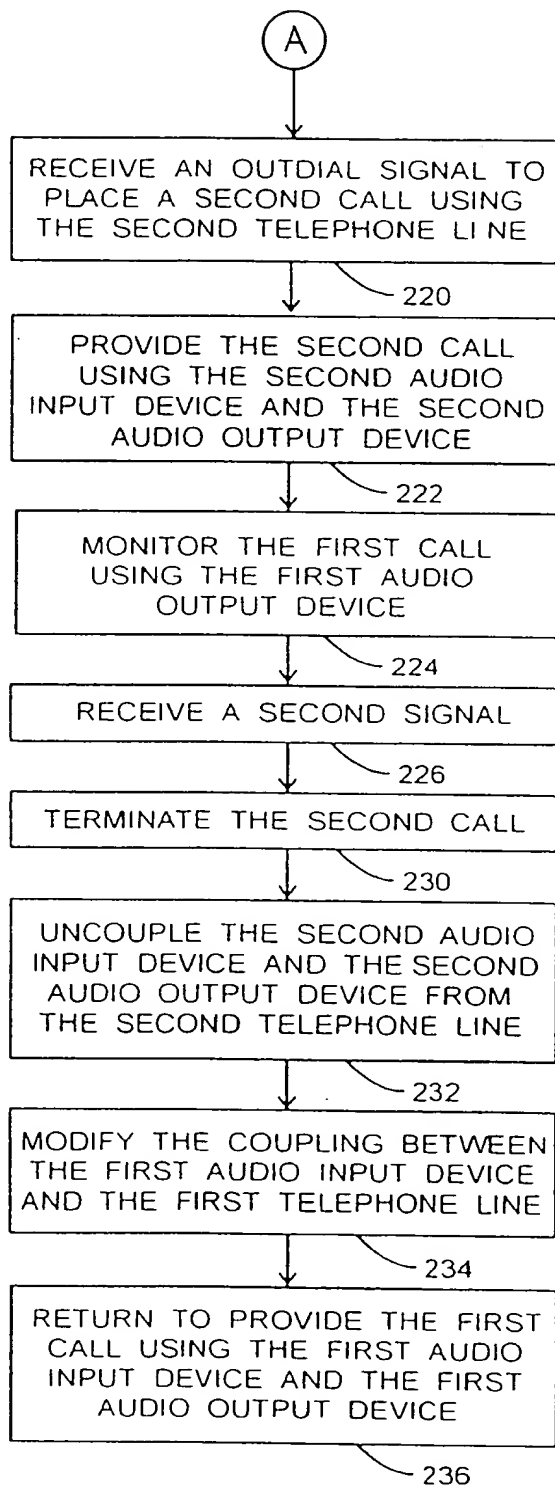 A
RECEIVE AN OUTDIAL SIGNAL TO
PLACE A SECOND CALL USING
THE SECOND TELEPHONE LINE
220
PROVIDE THE SECOND CALL
USING THE SECOND AUDIO
INPUT DEVICE AND THE SECOND
AUDIO OUTPUT DEVICE
222
MONITOR THE FIRST CALL
USING THE FIRST AUDIO
OUTPUT DEVICE
224
RECEIVE A SECOND SIGNAL
226
TERMINATE THE SECOND CALL
230
UNCOUPLE THE SECOND AUDIO
INPUT DEVICE AND THE SECOND
AUDIO OUTPUT DEVICE FROM
THE SECOND TELEPHONE LINE
232
MODIFY THE COUPLING BETWEEN
THE FIRST AUDIO INPUT DEVICE
AND THE FIRST TELEPHONE LINE
234
RETURN TO PROVIDE THE FIRST
CALL USING THE FIRST AUDIO
INPUT DEVICE AND THE FIRST
AUDIO OUTPUT DEVICE
236